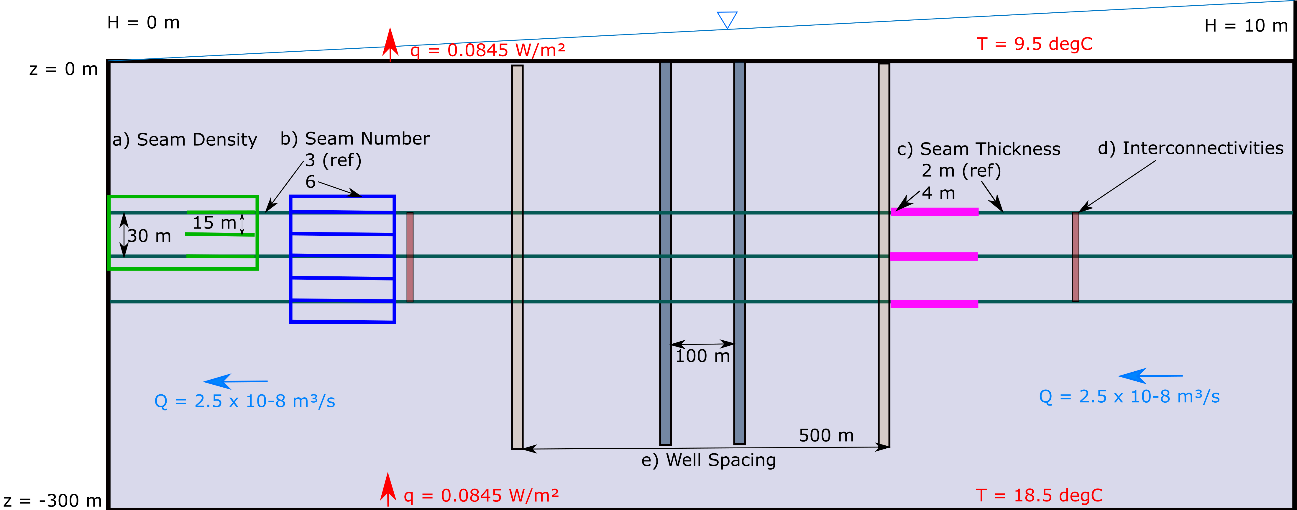 H = 0 m
H = 10 m
q = 0.0845 W/m²
T = 9.5 degC
z = 0 m
a) Seam Density
b) Seam Number
3 (ref)
6
c) Seam Thickness
2 m (ref)
4 m
d) Interconnectivities
15 m
30 m
100 m
Q = 2.5 x 10-8 m³/s
Q = 2.5 x 10-8 m³/s
500 m
e) Well Spacing
z = -300 m
q = 0.0845 W/m²
T = 18.5 degC